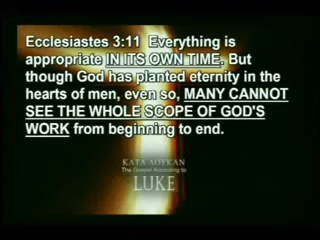 Ecclesiastes 3:11 Everything is
appropriate IN ITS OWN TIME. But
though God has planted eternity in the
hearts of men, even so, MANY CANNOT
SEE THE WHOLE SCOPE OF GOD'S
WORK from beginning to end.
ΚΑΤΑ ΛΟΥΚΑΝ
The Gospel According to
LUKE